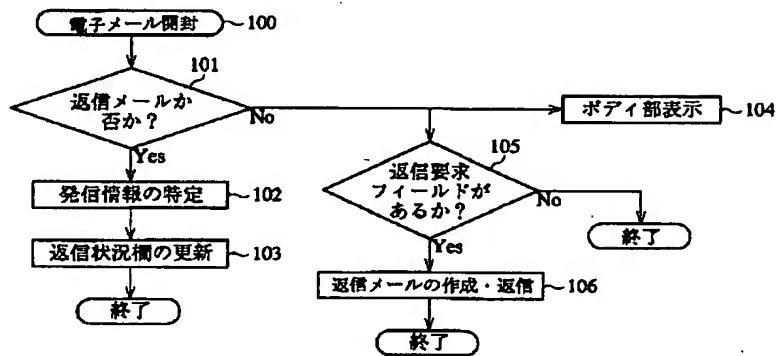 電子メール開封
100
101
返信メールか
否か？
No
Yes
ボディ部表示
104
105
返信要求
フィールドが
あるか？
No
Yes
発信情報の特定
102
返信状況欄の更新
103
終了
終了
返信メールの作成・返信
106
終了